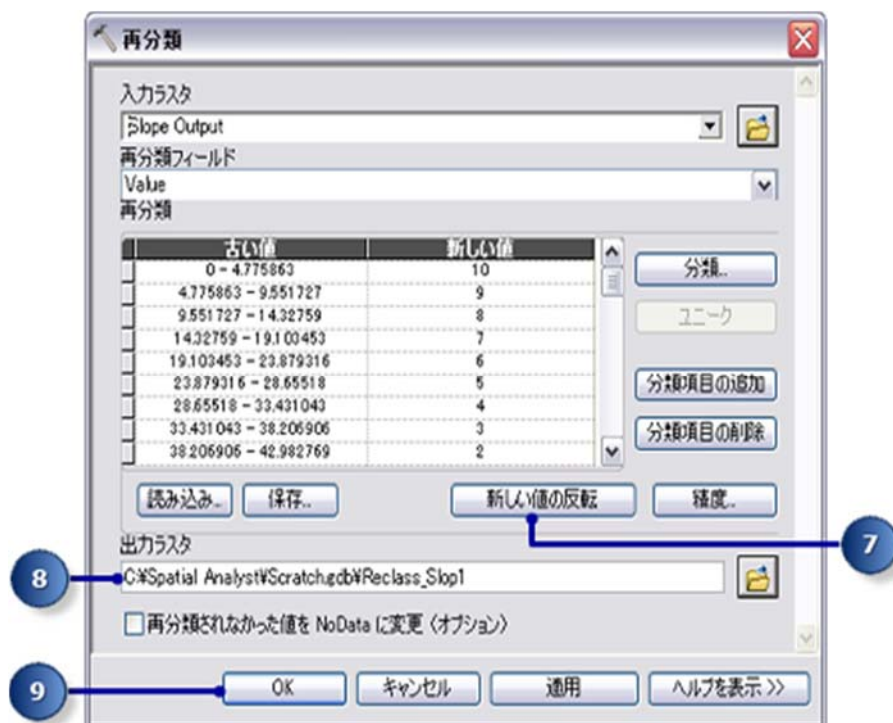 再分類
入力ラスタ
Slope Output
再分類フィールド
Value
再分類
古い値 新しい値
0 - 4.775863 10
4.775863 - 9.551727 9
9.551727 - 14.32759 8
14.32759 - 19.103453 7
19.103453 - 23.879316 6
23.879316 - 28.65518 5
28.65518 - 33.431043 4
33.431043 - 38.206906 3
38.206906 - 42.982769 2
分類...
ユニーク
分類項目の追加
分類項目の削除
読み込み... 保存... 新しい値の反転 精度...
7
出力ラスタ
8 C:¥Spatial Analyst¥Scratch.gdb¥Reclass_Slop1
再分類されなかった値を NoData に変更 〈オプション〉
9 OK キャンセル 適用 ヘルプを表示 >>